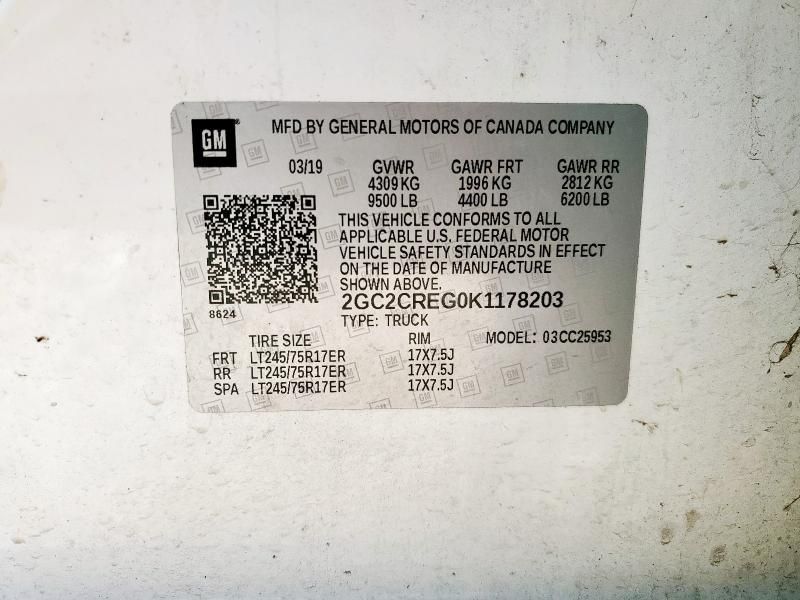 GM
MFD BY GENERAL MOTORS OF CANADA COMPANY
03/19 GVWR GAWR FRT GAWR RR
4309 KG 1996 KG 2812 KG
9500 LB 4400 LB 6200 LB
THIS VEHICLE CONFORMS TO ALL
APPLICABLE U.S. FEDERAL MOTOR
VEHICLE SAFETY STANDARDS IN EFFECT
ON THE DATE OF MANUFACTURE
SHOWN ABOVE.
2GC2CREG0K1178203
8624
TYPE: TRUCK
TIRE SIZE RIM MODEL: 03CC25953
FRT LT245/75R17ER 17X7.5J
RR LT245/75R17ER 17X7.5J
SPA LT245/75R17ER 17X7.5J